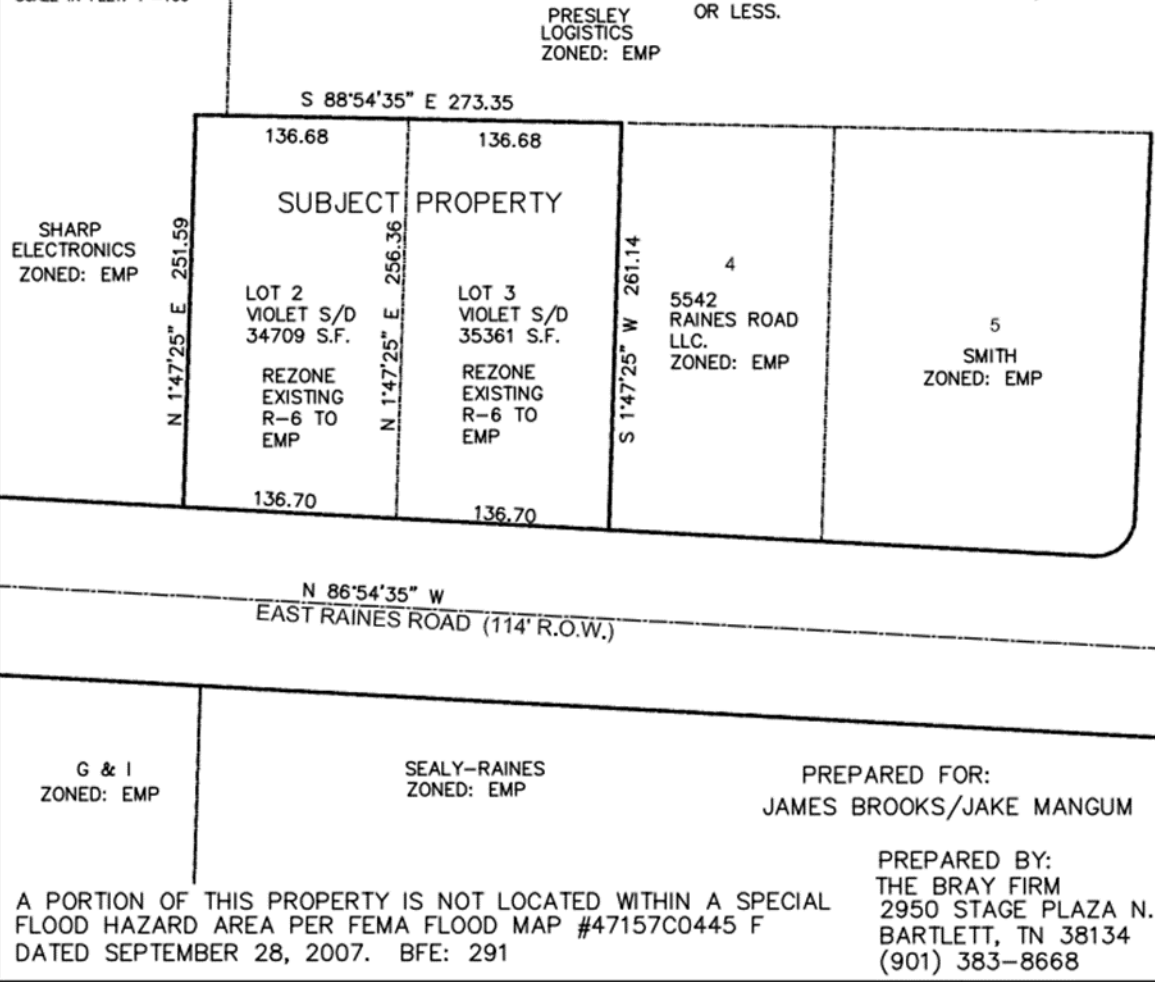 PRESLEY
LOGISTICS
ZONED: EMP
OR LESS.
S 88°54'35" E 273.35
136.68
136.68
SUBJECT PROPERTY
SHARP
ELECTRONICS
ZONED: EMP
N 1°47'25" E 251.59
LOT 2
VIOLET S/D
34709 S.F.
REZONE
EXISTING
R-6 TO
EMP
N 1°47'25" E 256.36
LOT 3
VIOLET S/D
35361 S.F.
REZONE
EXISTING
R-6 TO
EMP
S 1°47'25" W 261.14
4
5542
RAINES ROAD
LLC.
ZONED: EMP
5
SMITH
ZONED: EMP
136.70
136.70
N 86°54'35" W
EAST RAINES ROAD (114' R.O.W.)
G & I
ZONED: EMP
SEALY-RAINES
ZONED: EMP
PREPARED FOR:
JAMES BROOKS/JAKE MANGUM
PREPARED BY:
THE BRAY FIRM
2950 STAGE PLAZA N.
BARTLETT, TN 38134
(901) 383-8668
A PORTION OF THIS PROPERTY IS NOT LOCATED WITHIN A SPECIAL
FLOOD HAZARD AREA PER FEMA FLOOD MAP #47157C0445 F
DATED SEPTEMBER 28, 2007. BFE: 291